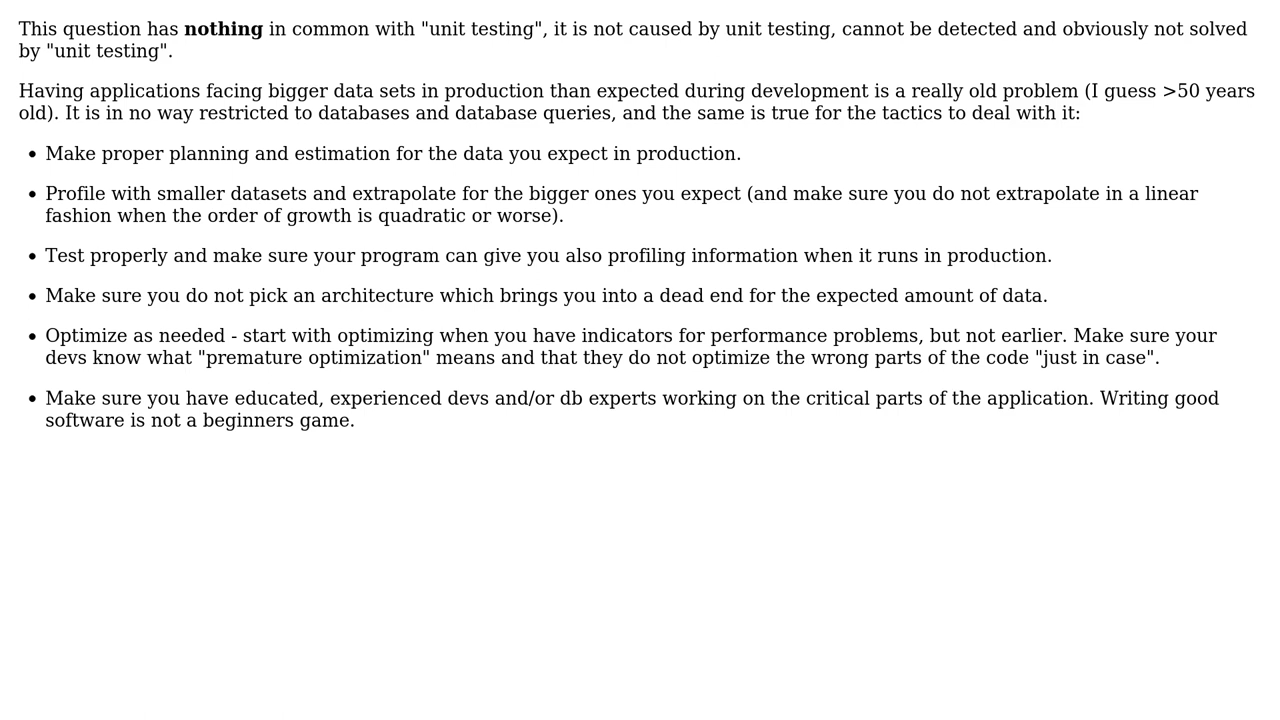 This question has nothing in common with "unit testing", it is not caused by unit testing, cannot be detected and obviously not solved
by "unit testing".
Having applications facing bigger data sets in production than expected during development is a really old problem (I guess >50 years
old). It is in no way restricted to databases and database queries, and the same is true for the tactics to deal with it:
• Make proper planning and estimation for the data you expect in production.
• Profile with smaller datasets and extrapolate for the bigger ones you expect (and make sure you do not extrapolate in a linear
fashion when the order of growth is quadratic or worse).
• Test properly and make sure your program can give you also profiling information when it runs in production.
• Make sure you do not pick an architecture which brings you into a dead end for the expected amount of data.
• Optimize as needed - start with optimizing when you have indicators for performance problems, but not earlier. Make sure your
devs know what "premature optimization" means and that they do not optimize the wrong parts of the code "just in case".
• Make sure you have educated, experienced devs and/or db experts working on the critical parts of the application. Writing good
software is not a beginners game.